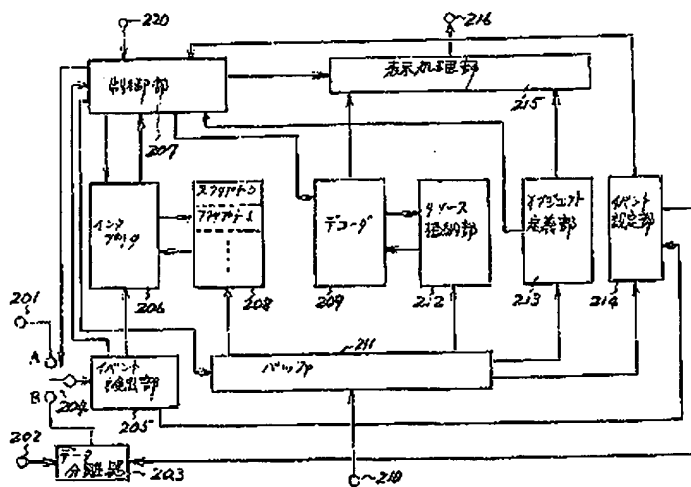 220
216
制御部
207
表示処理部
215
インタ
プリタ
206
スクリプト0
スクリプト1
208
デコーダ
209
リソース
格納部
212
オブジェクト
定義部
213
イベント
設定部
214
201
A
B
204
イベント
検出部
205
211
バッファ
202
データ
分離器
203
210